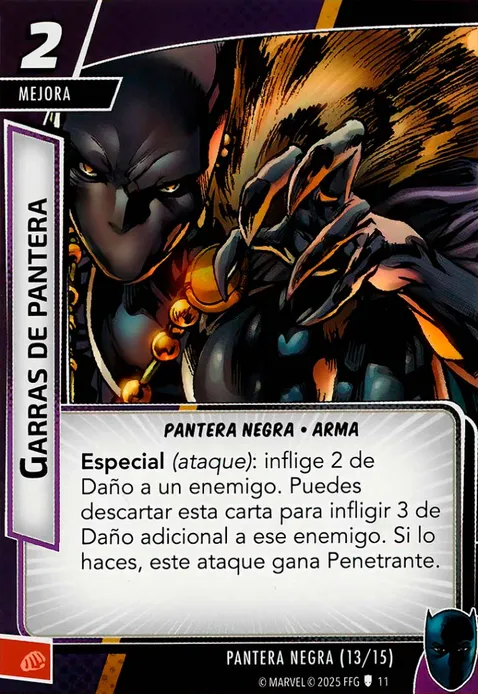 2
MEJORA
GARRAS DE PANTERA
PANTERA NEGRA • ARMA
Especial (ataque): inflige 2 de
Daño a un enemigo. Puedes
descartar esta carta para infligir 3 de
Daño adicional a ese enemigo. Si lo
haces, este ataque gana Penetrante.
PANTERA NEGRA (13/15)
© MARVEL © 2025 FFG 11